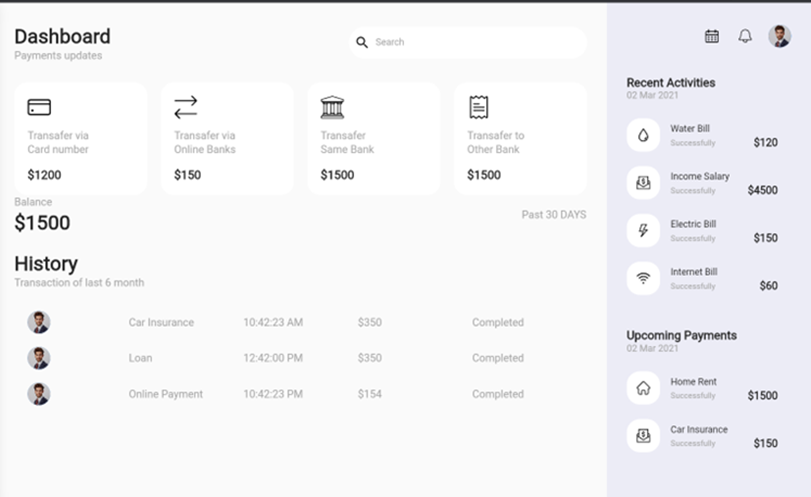 Dashboard
Payments updates
Search
Transafer via
Card number
$1200
Transafer via
Online Banks
$150
Transafer
Same Bank
$1500
Transafer to
Other Bank
$1500
Balance
$1500
Past 30 DAYS
History
Transaction of last 6 month
Car Insurance 10:42:23 AM $350 Completed
Loan 12:42:00 PM $350 Completed
Online Payment 10:42:23 PM $154 Completed
Recent Activities
02 Mar 2021
Water Bill
Successfully $120
Income Salary
Successfully $4500
Electric Bill
Successfully $150
Internet Bill
Successfully $60
Upcoming Payments
02 Mar 2021
Home Rent
Successfully $1500
Car Insurance
Successfully $150